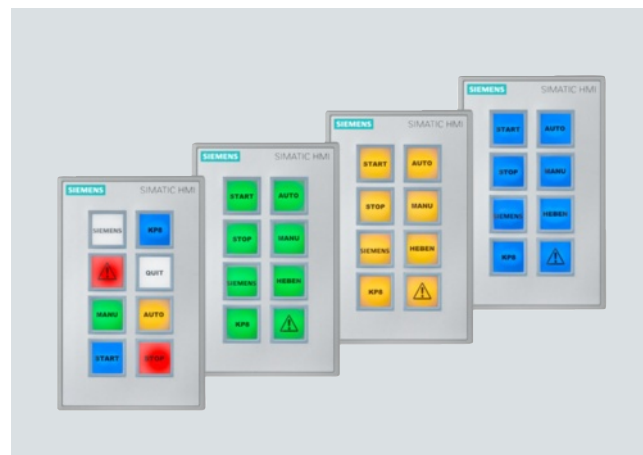 SIEMENS SIMATIC HMI
SIEMENS KP8
QUIT
MANU AUTO
START STOP
SIEMENS SIMATIC HMI
START AUTO
STOP MANU
SIEMENS HEBEN
KP8
SIEMENS SIMATIC HMI
START AUTO
STOP MANU
SIEMENS HEBEN
KP8
SIEMENS SIMATIC HMI
START AUTO
STOP MANU
SIEMENS HEBEN
KP8